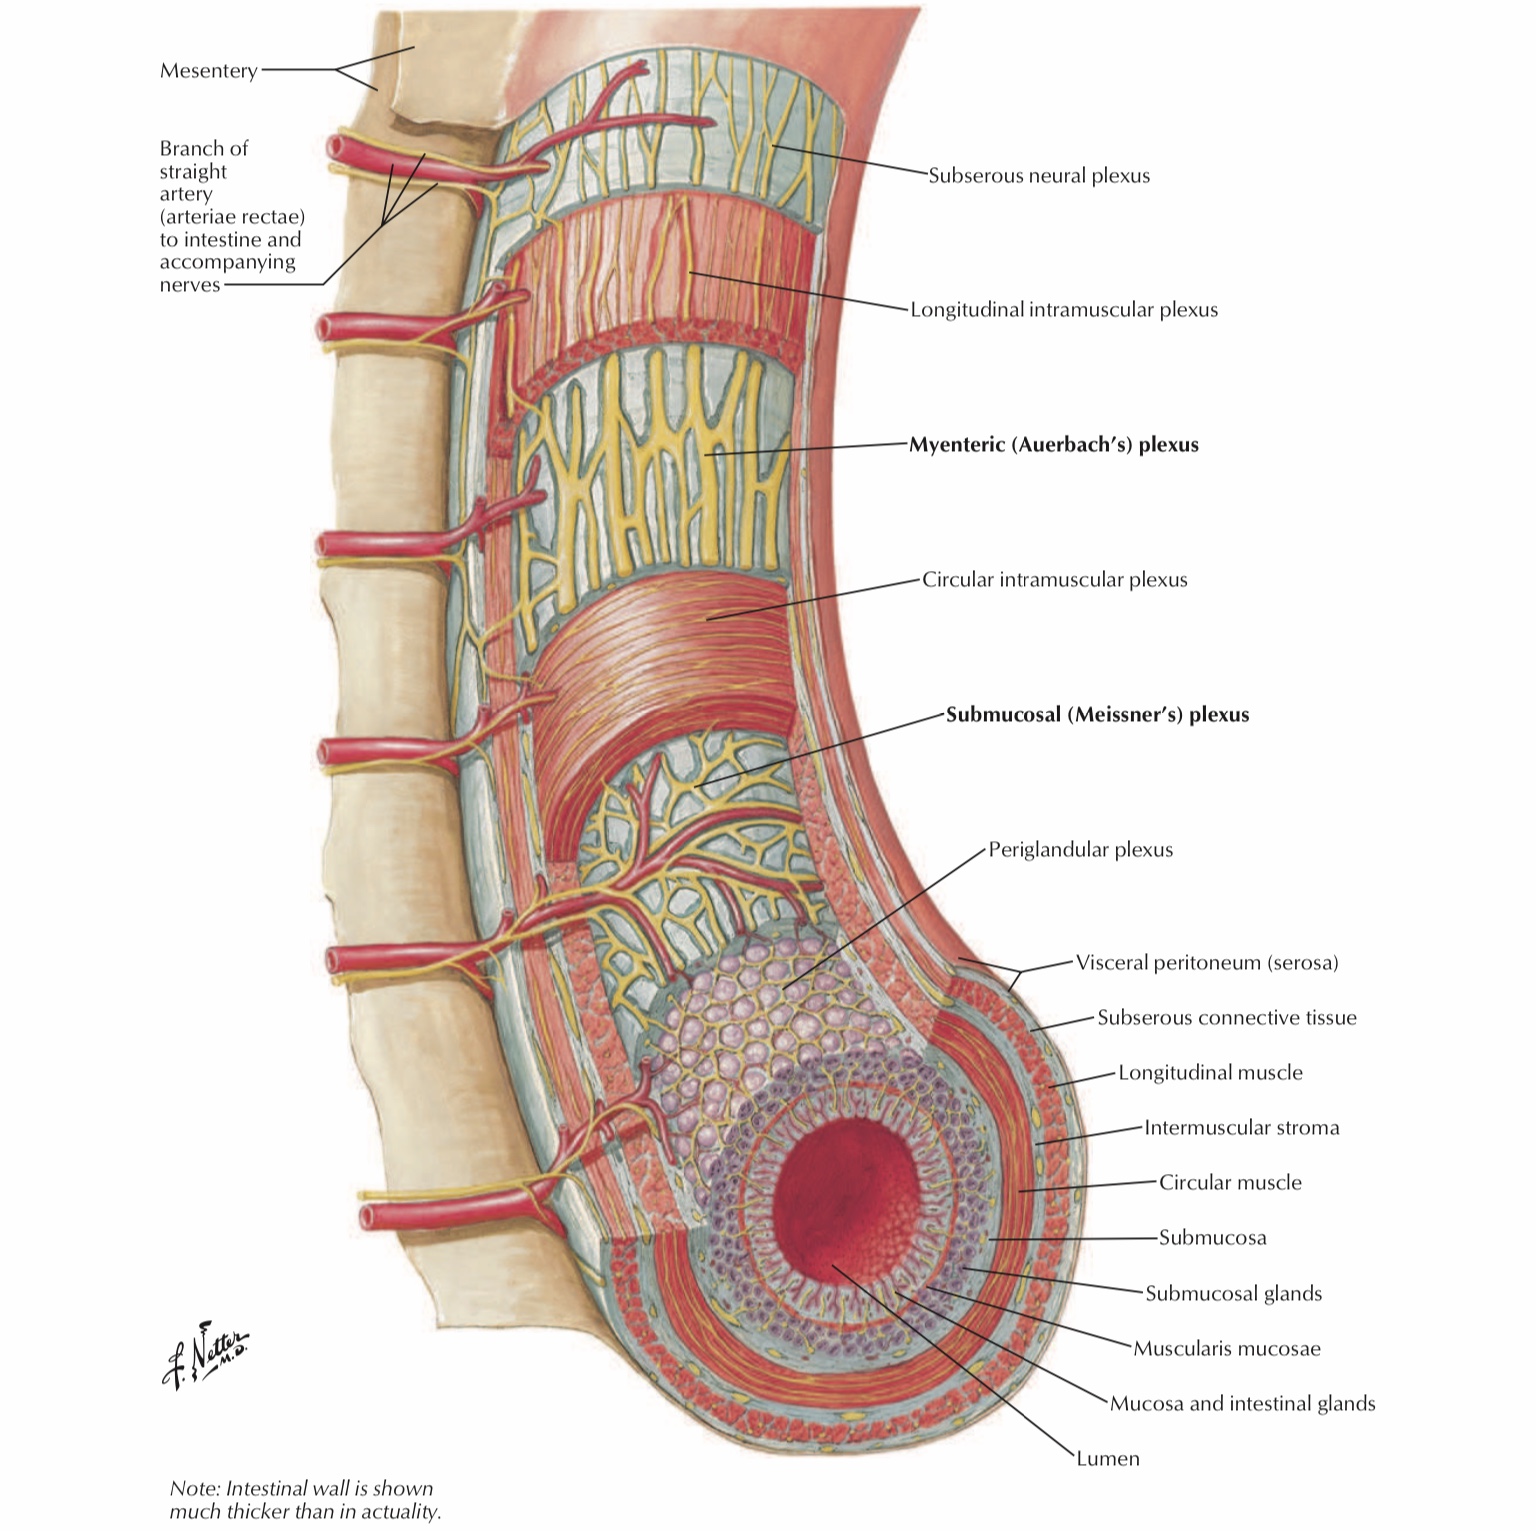 Mesentery
Branch of
straight
artery
(arteriae rectae)
to intestine and
accompanying
nerves
Subserous neural plexus
Longitudinal intramuscular plexus
Myenteric (Auerbach’s) plexus
Circular intramuscular plexus
Submucosal (Meissner’s) plexus
Periglandular plexus
Visceral peritoneum (serosa)
Subserous connective tissue
Longitudinal muscle
Intermuscular stroma
Circular muscle
Submucosa
Submucosal glands
Muscularis mucosae
Mucosa and intestinal glands
Lumen
F. Netter
M.D.
Note: Intestinal wall is shown
much thicker than in actuality.